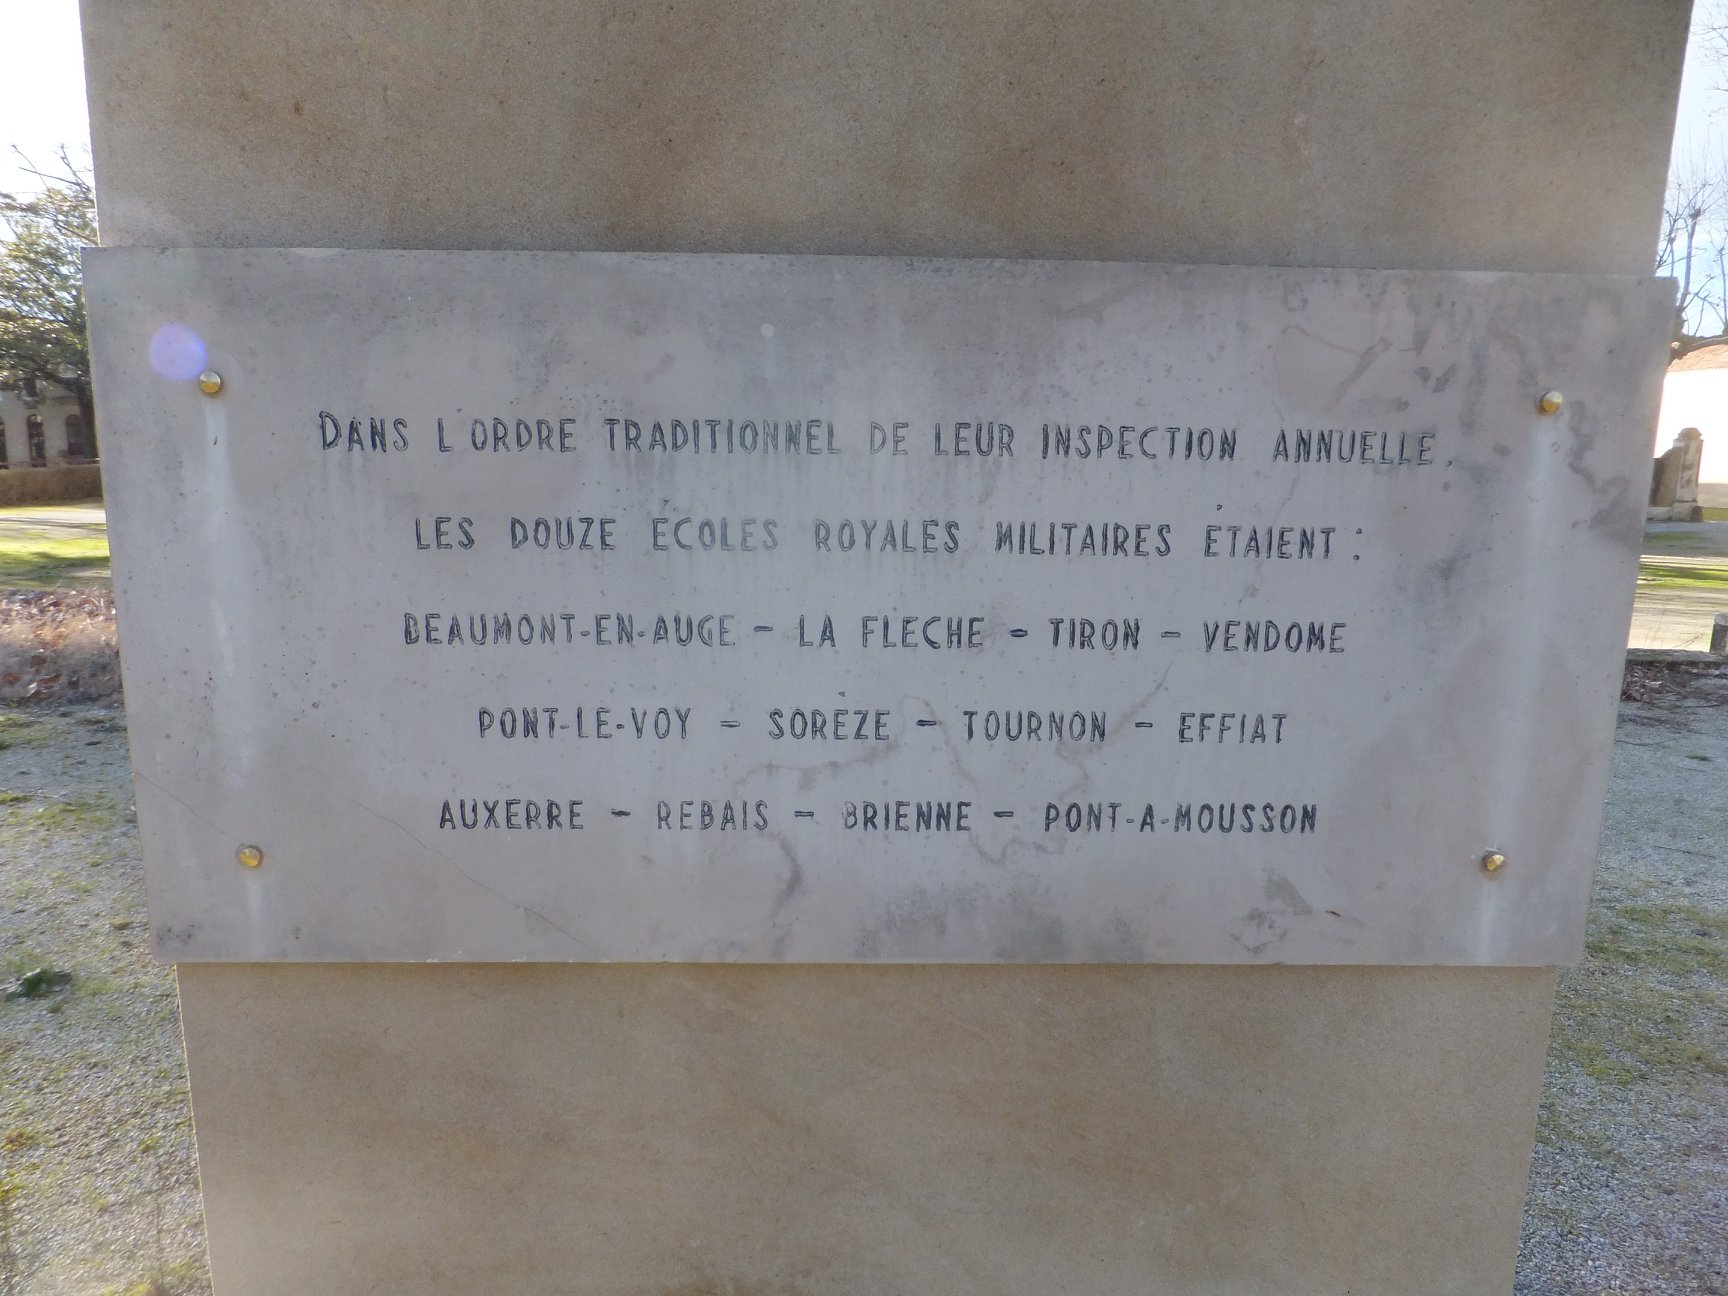 DANS L'ORDRE TRADITIONNEL DE LEUR INSPECTION ANNUELLE,
LES DOUZE ÉCOLES ROYALES MILITAIRES ÉTAIENT :
BEAUMONT-EN-AUGE - LA FLECHE - TIRON - VENDOME
PONT-LE-VOY - SORÈZE - TOURNON - EFFIAT
AUXERRE - REBAIS - BRIENNE - PONT-A-MOUSSON